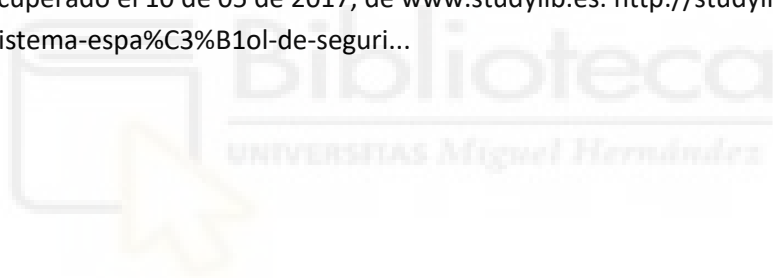 cuperado el 10 de 05 de 2017, de www.studylib.es: http://studyli
istema-espa%C3%B1ol-de-seguri...
Biblioteca
UNIVERSITAS Miguel Hernández